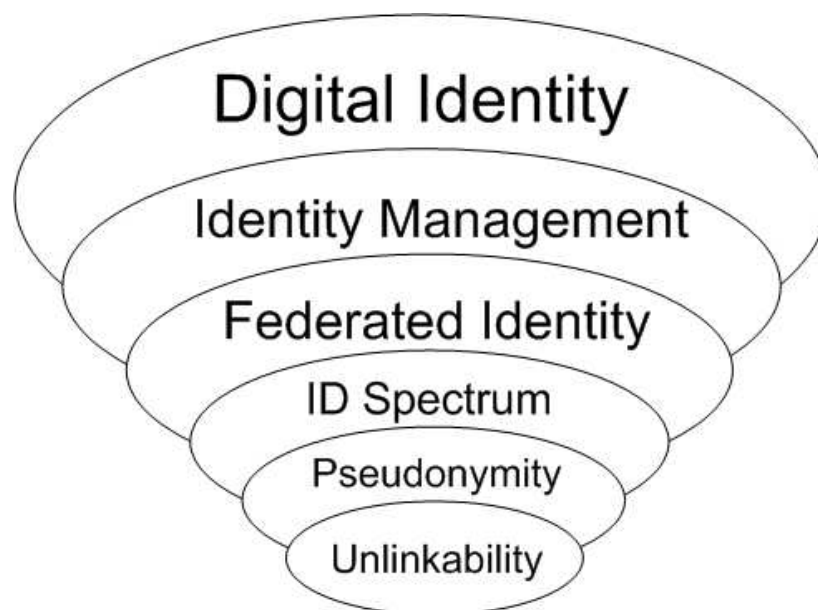 Digital Identity
Identity Management
Federated Identity
ID Spectrum
Pseudonymity
Unlinkability